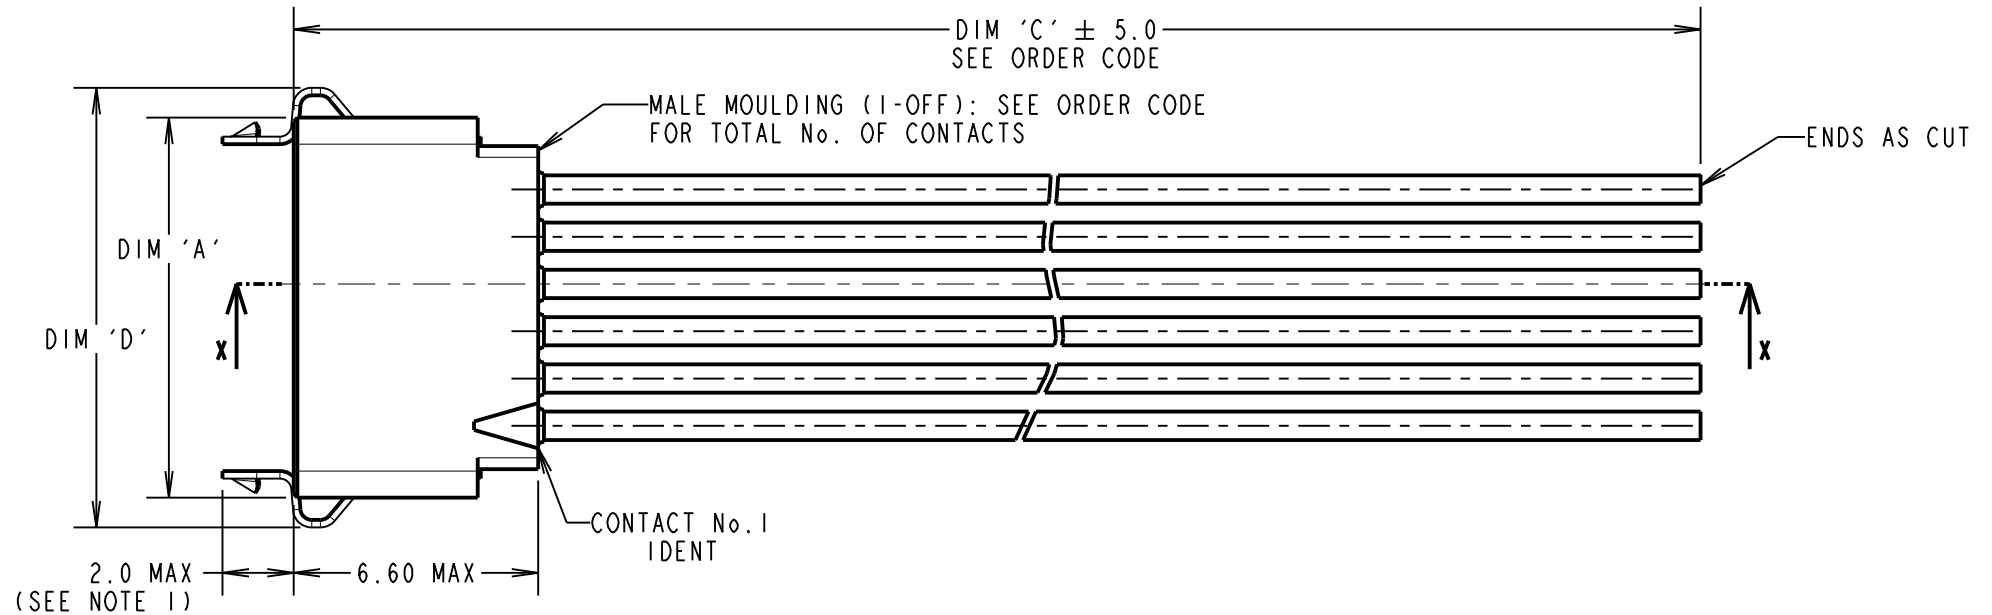 DIM 'C' ± 5.0
SEE ORDER CODE
MALE MOULDING (1-OFF): SEE ORDER CODE
FOR TOTAL No. OF CONTACTS
ENDS AS CUT
DIM 'A'
DIM 'D'
X
X
CONTACT No.1
IDENT
2.0 MAX
(SEE NOTE 1)
6.60 MAX